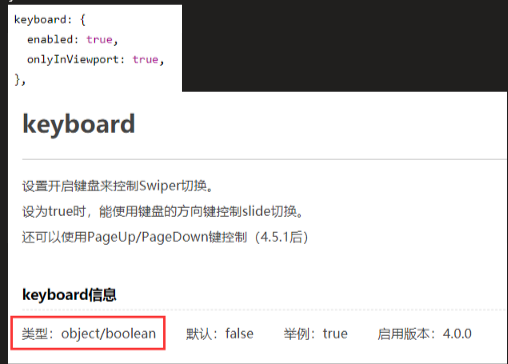 keyboard: {
enabled: true,
onlyInViewport: true,
},
keyboard
设置开启键盘来控制Swiper切换。
设为true时，能使用键盘的方向键控制slide切换。
还可以使用PageUp/PageDown键控制（4.5.1后）
keyboard信息
类型：object/boolean 默认：false 举例：true 启用版本：4.0.0